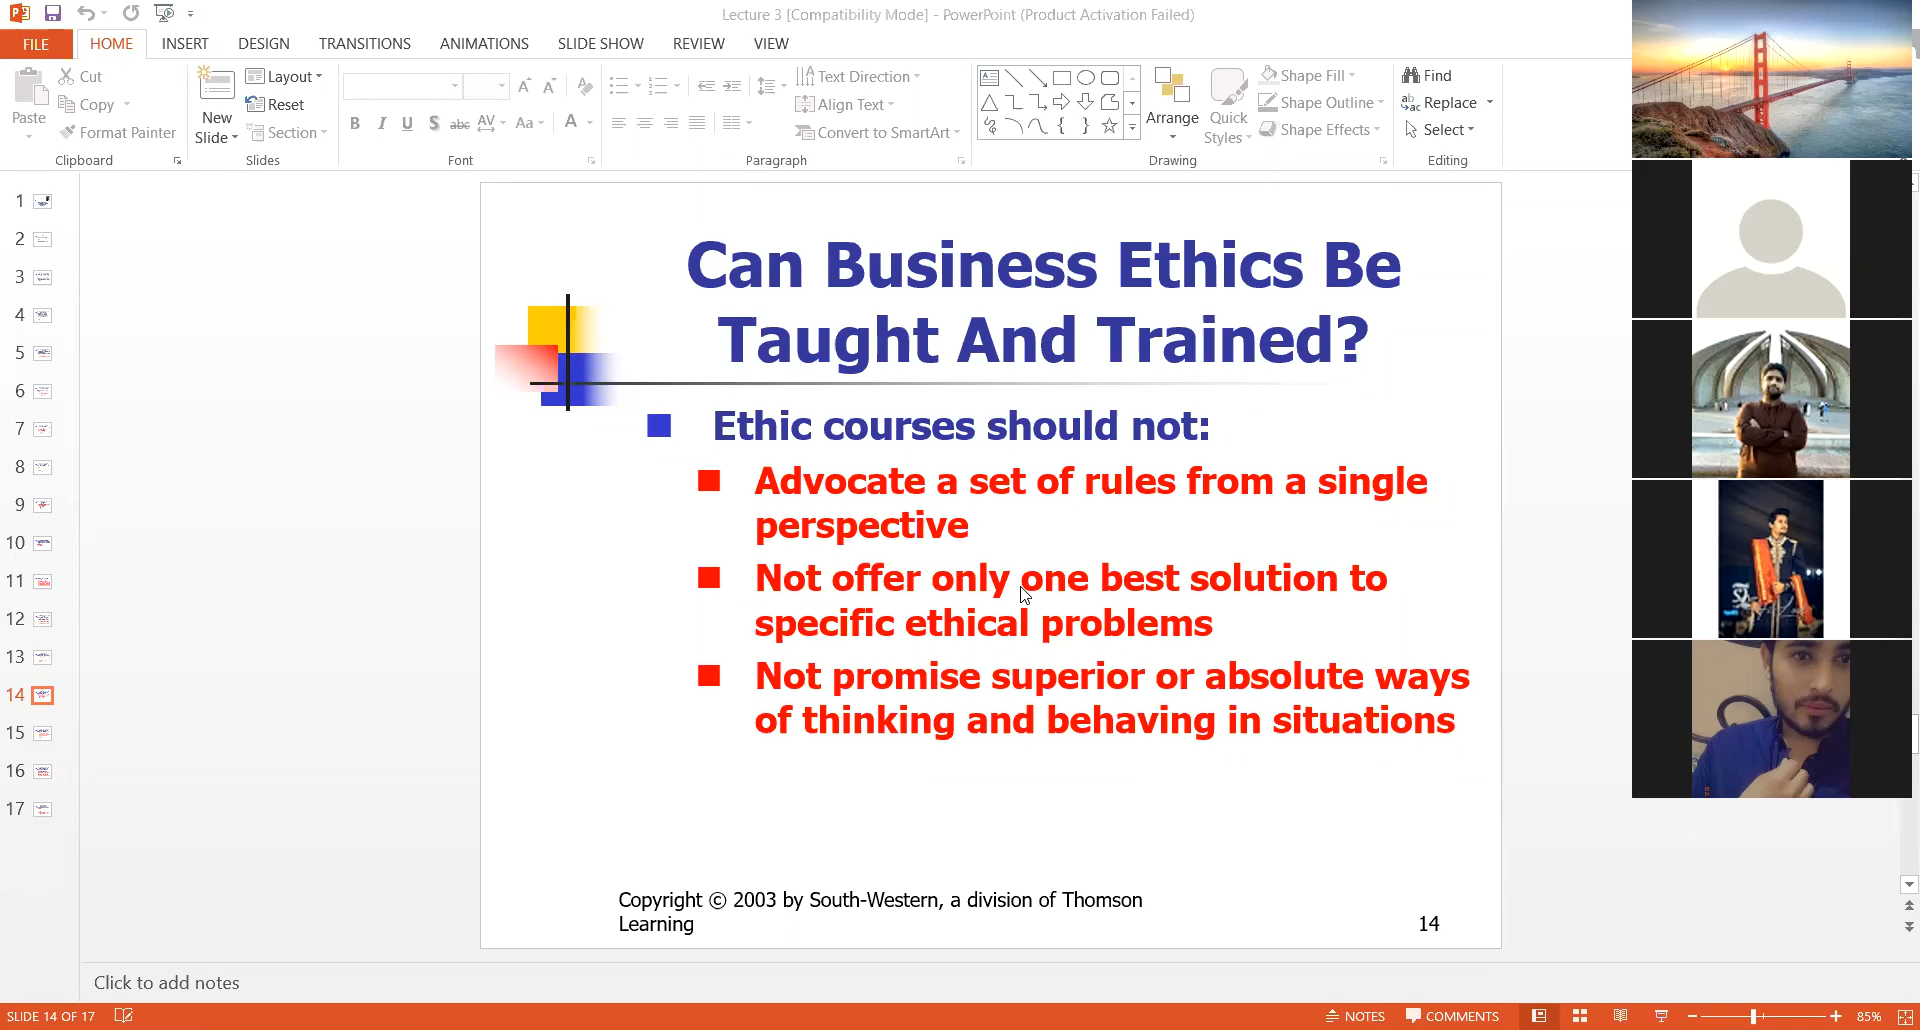 Lecture 3 [Compatibility Mode] - PowerPoint (Product Activation Failed)
FILE HOME INSERT DESIGN TRANSITIONS ANIMATIONS SLIDE SHOW REVIEW VIEW
Paste
Cut
Copy
Format Painter
Clipboard
New
Slide
Layout
Reset
Section
Slides
B I U S abc AV Aa A
Font
Text Direction
Align Text
Convert to SmartArt
Paragraph
Arrange
Quick
Styles
Shape Fill
Shape Outline
Shape Effects
Drawing
Find
Replace
Select
Editing
1
2
3
4
5
6
7
8
9
10
11
12
13
14
15
16
17
Can Business Ethics Be
Taught And Trained?
Ethic courses should not:
Advocate a set of rules from a single
perspective
Not offer only one best solution to
specific ethical problems
Not promise superior or absolute ways
of thinking and behaving in situations
Copyright © 2003 by South-Western, a division of Thomson
Learning
14
Click to add notes
SLIDE 14 OF 17 NOTES COMMENTS 85%